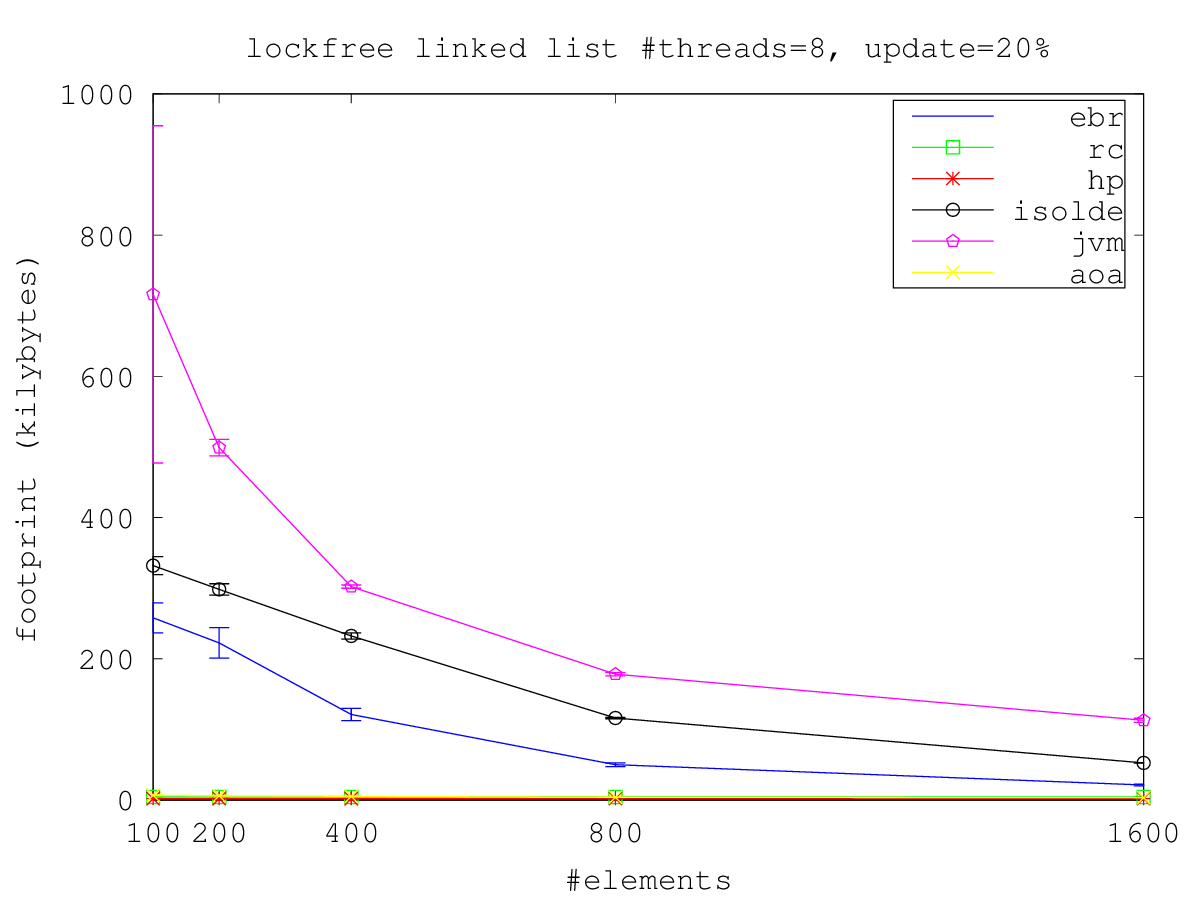 lockfree linked list #threads=8, update=20%
1000
800
600
400
200
0
footprint (kilybytes)
ebr
rc
hp
isolde
jvm
aoa
100 200 400 800 1600
#elements